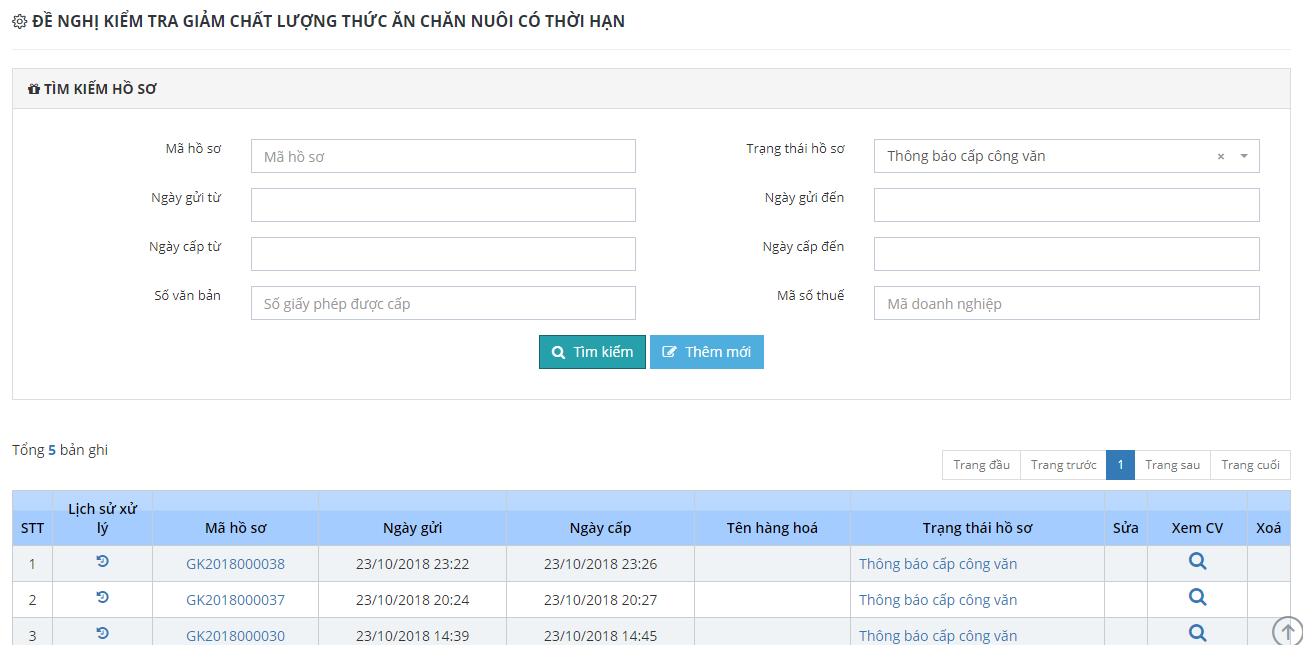 ĐỀ NGHỊ KIỂM TRA GIẢM CHẤT LƯỢNG THỨC ĂN CHĂN NUÔI CÓ THỜI HẠN
TÌM KIẾM HỒ SƠ
Mã hồ sơ Mã hồ sơ Trạng thái hồ sơ Thông báo cấp công văn ×
Ngày gửi từ Ngày gửi đến
Ngày cấp từ Ngày cấp đến
Số văn bản Số giấy phép được cấp Mã số thuế Mã doanh nghiệp
Tìm kiếm Thêm mới
Tổng 5 bản ghi
Trang đầu Trang trước 1 Trang sau Trang cuối
STT Lịch sử xử lý Mã hồ sơ Ngày gửi Ngày cấp Tên hàng hoá Trạng thái hồ sơ Sửa Xem CV Xoá
1 GK2018000038 23/10/2018 23:22 23/10/2018 23:26 Thông báo cấp công văn
2 GK2018000037 23/10/2018 20:24 23/10/2018 20:27 Thông báo cấp công văn
3 GK2018000030 23/10/2018 14:39 23/10/2018 14:45 Thông báo cấp công văn